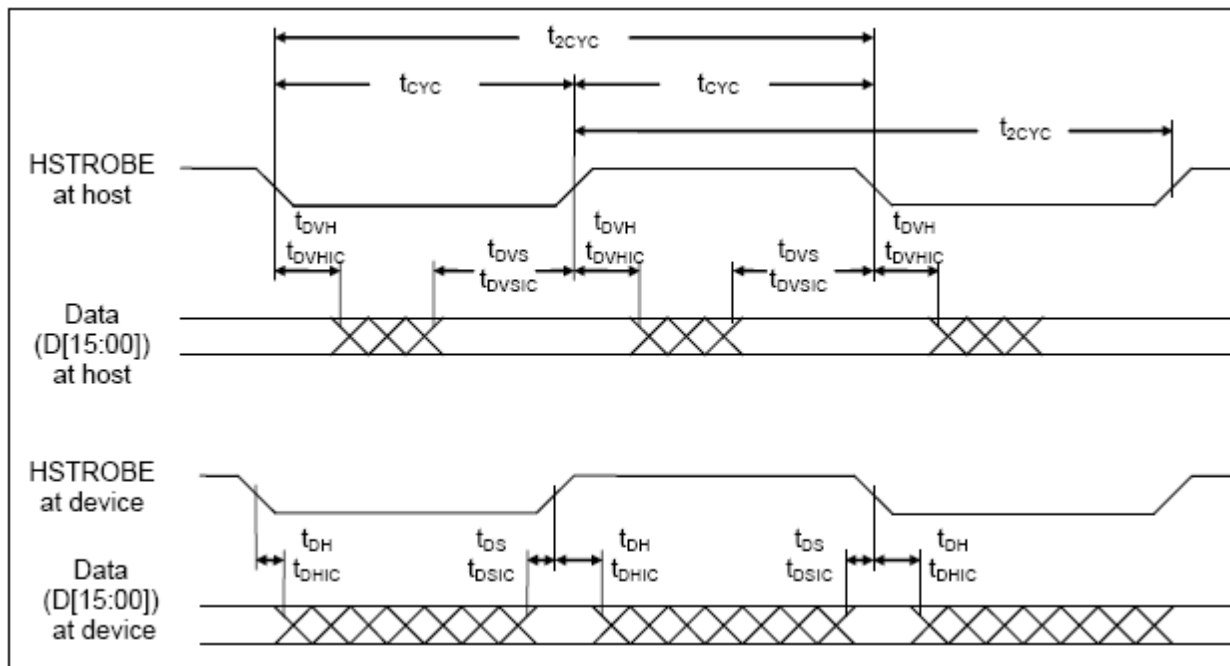 t2CYC
tCYC tCYC
t2CYC
HSTROBE
at host
tDVH tDVH tDVH
tDVHIC tDVS tDVHIC tDVS tDVHIC
tDVSIC tDVSIC
Data
(D[15:00])
at host
HSTROBE
at device
tDH tDS tDH tDS tDH
tDHIC tDSIC tDHIC tDSIC tDHIC
Data
(D[15:00])
at device